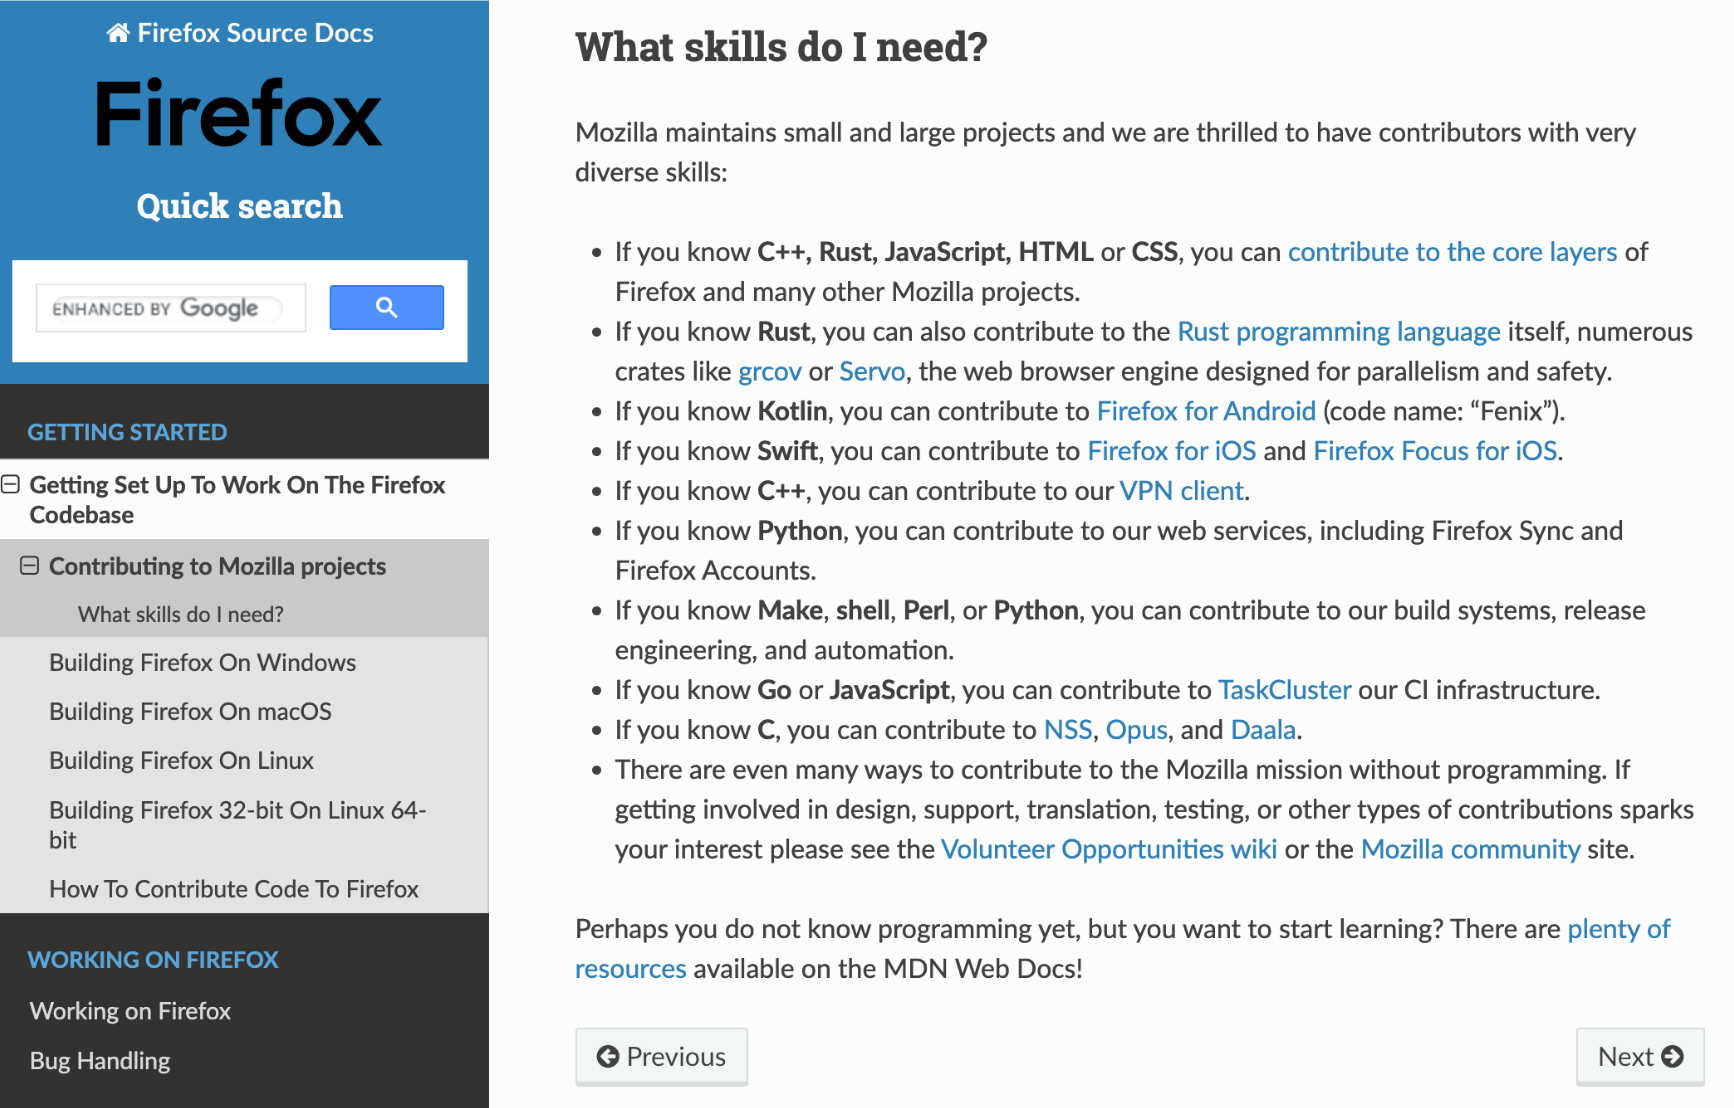 Firefox Source Docs
Firefox
Quick search
ENHANCED BY Google
GETTING STARTED
Getting Set Up To Work On The Firefox
Codebase
Contributing to Mozilla projects
What skills do I need?
Building Firefox On Windows
Building Firefox On macOS
Building Firefox On Linux
Building Firefox 32-bit On Linux 64-
bit
How To Contribute Code To Firefox
WORKING ON FIREFOX
Working on Firefox
Bug Handling
What skills do I need?
Mozilla maintains small and large projects and we are thrilled to have contributors with very
diverse skills:
• If you know C++, Rust, JavaScript, HTML or CSS, you can contribute to the core layers of
Firefox and many other Mozilla projects.
• If you know Rust, you can also contribute to the Rust programming language itself, numerous
crates like grcov or Servo, the web browser engine designed for parallelism and safety.
• If you know Kotlin, you can contribute to Firefox for Android (code name: “Fenix”).
• If you know Swift, you can contribute to Firefox for iOS and Firefox Focus for iOS.
• If you know C++, you can contribute to our VPN client.
• If you know Python, you can contribute to our web services, including Firefox Sync and
Firefox Accounts.
• If you know Make, shell, Perl, or Python, you can contribute to our build systems, release
engineering, and automation.
• If you know Go or JavaScript, you can contribute to TaskCluster our CI infrastructure.
• If you know C, you can contribute to NSS, Opus, and Daala.
• There are even many ways to contribute to the Mozilla mission without programming. If
getting involved in design, support, translation, testing, or other types of contributions sparks
your interest please see the Volunteer Opportunities wiki or the Mozilla community site.
Perhaps you do not know programming yet, but you want to start learning? There are plenty of
resources available on the MDN Web Docs!
Previous
Next